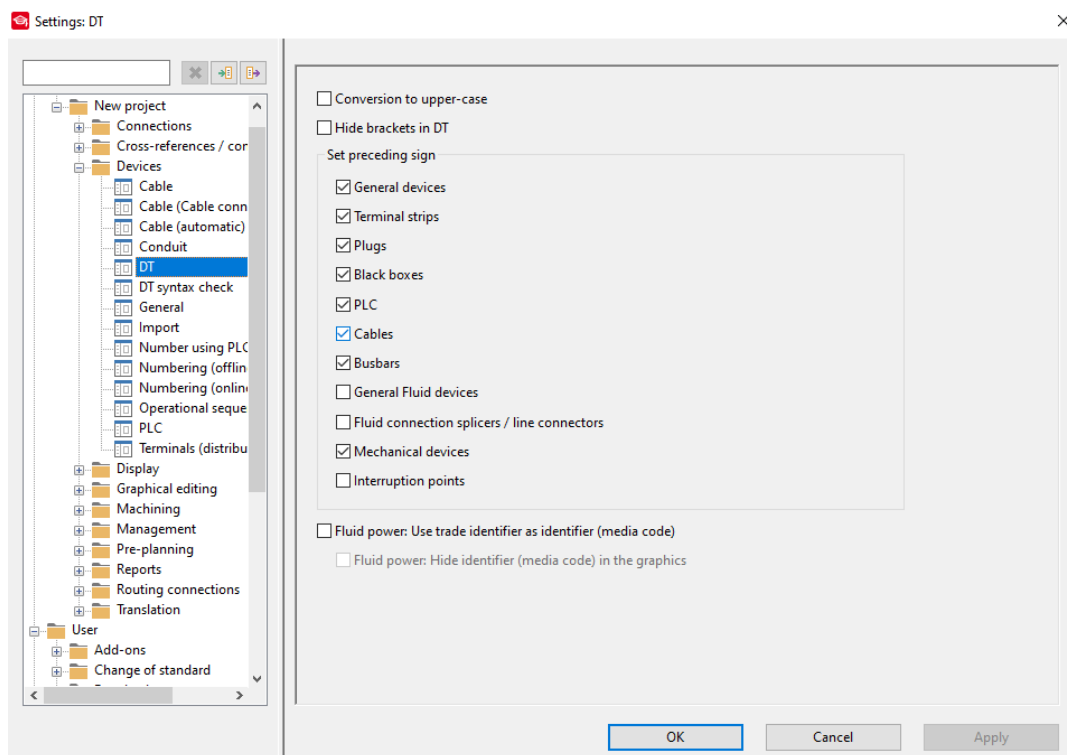 Settings: DT
New project
Connections
Cross-references / con
Devices
Cable
Cable (Cable conn
Cable (automatic)
Conduit
DT
DT syntax check
General
Import
Number using PLC
Numbering (offlin
Numbering (onlin
Operational seque
PLC
Terminals (distribu
Display
Graphical editing
Machining
Management
Pre-planning
Reports
Routing connections
Translation
User
Add-ons
Change of standard
Conversion to upper-case
Hide brackets in DT
Set preceding sign
General devices
Terminal strips
Plugs
Black boxes
PLC
Cables
Busbars
General Fluid devices
Fluid connection splicers / line connectors
Mechanical devices
Interruption points
Fluid power: Use trade identifier as identifier (media code)
Fluid power: Hide identifier (media code) in the graphics
OK
Cancel
Apply